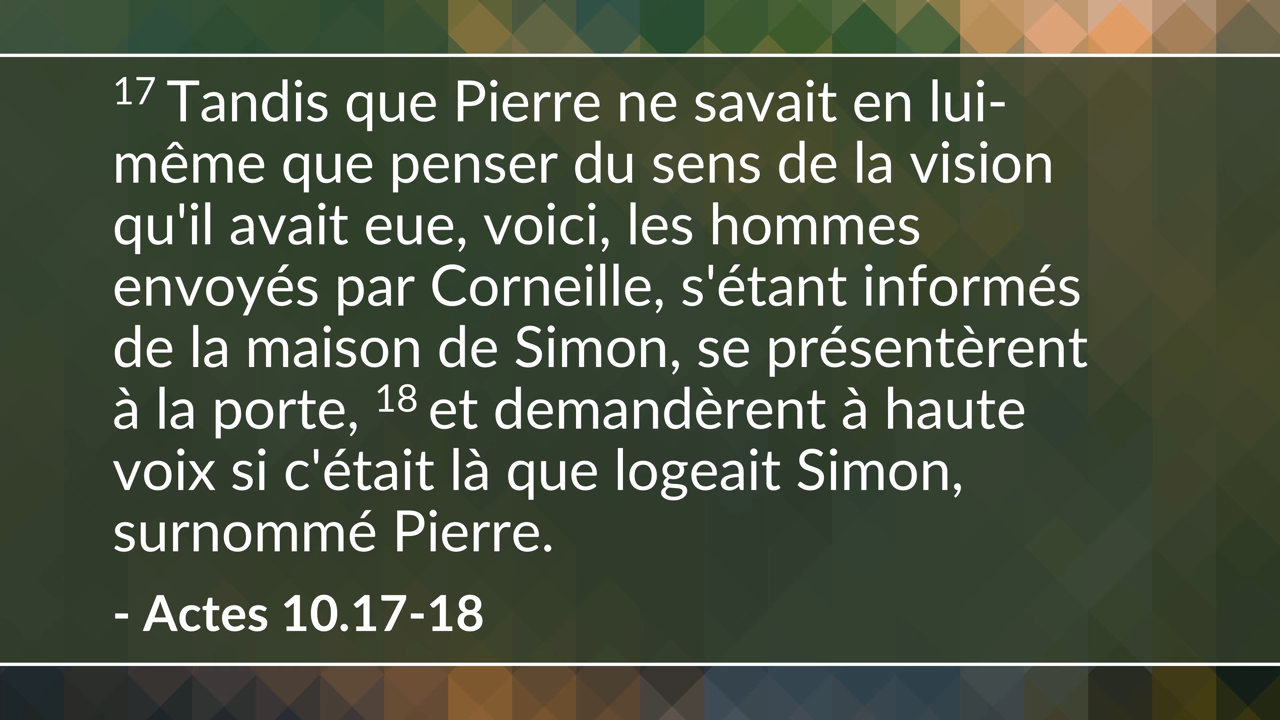 17 Tandis que Pierre ne savait en lui-
même que penser du sens de la vision
qu'il avait eue, voici, les hommes
envoyés par Corneille, s'étant informés
de la maison de Simon, se présentèrent
à la porte, 18 et demandèrent à haute
voix si c'était là que logeait Simon,
surnommé Pierre.
- Actes 10.17-18